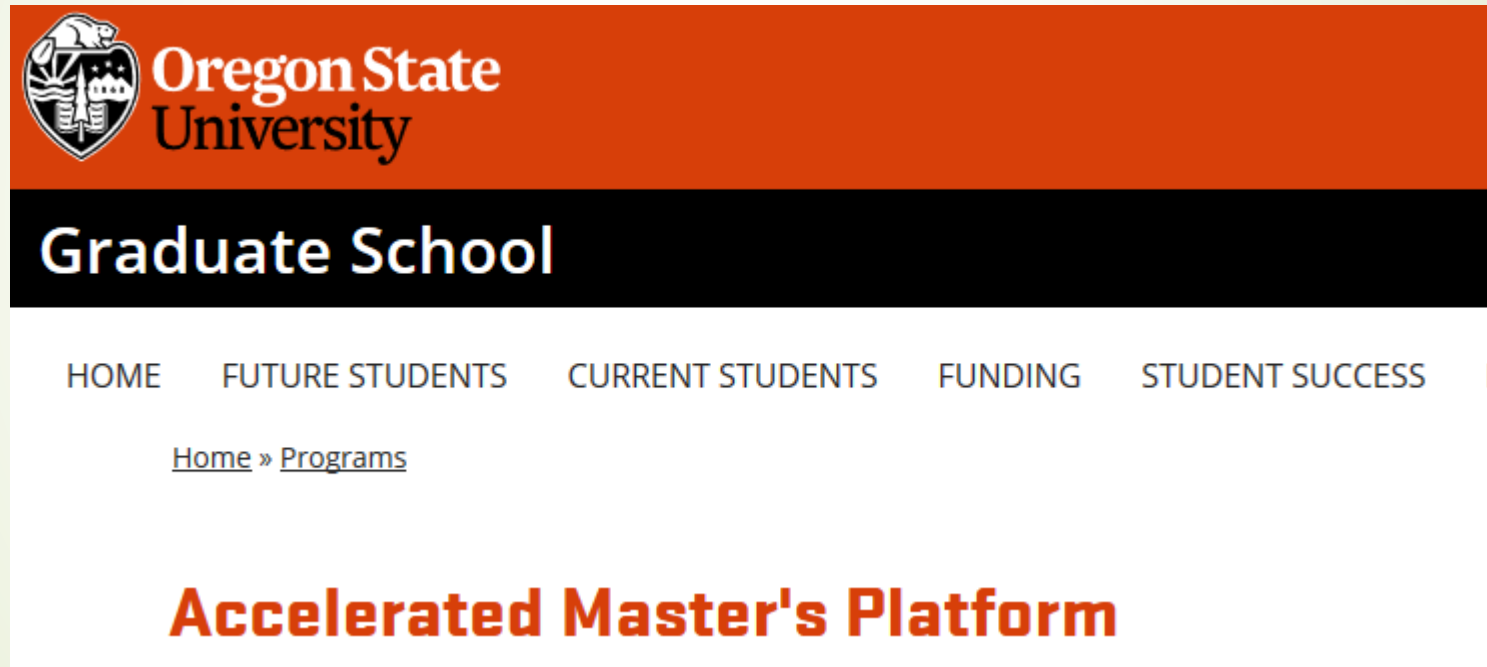 Oregon State
University
Graduate School
HOME FUTURE STUDENTS CURRENT STUDENTS FUNDING STUDENT SUCCESS
Home » Programs
Accelerated Master's Platform